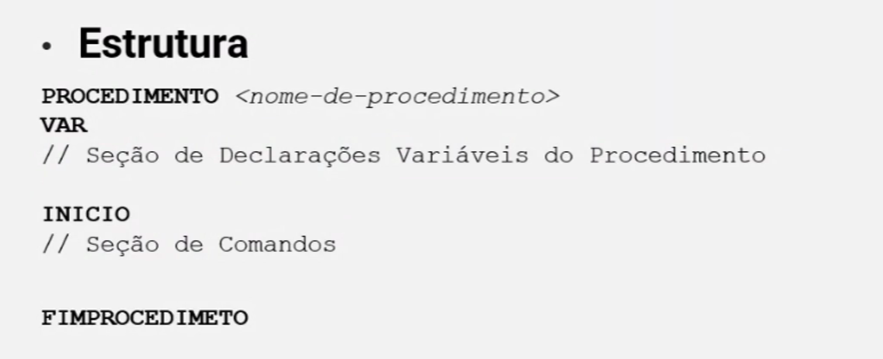 • Estrutura
PROCEDIMENTO <nome-de-procedimento>
VAR
// Seção de Declarações Variáveis do Procedimento
INICIO
// Seção de Comandos
FIMPROCEDIMETO